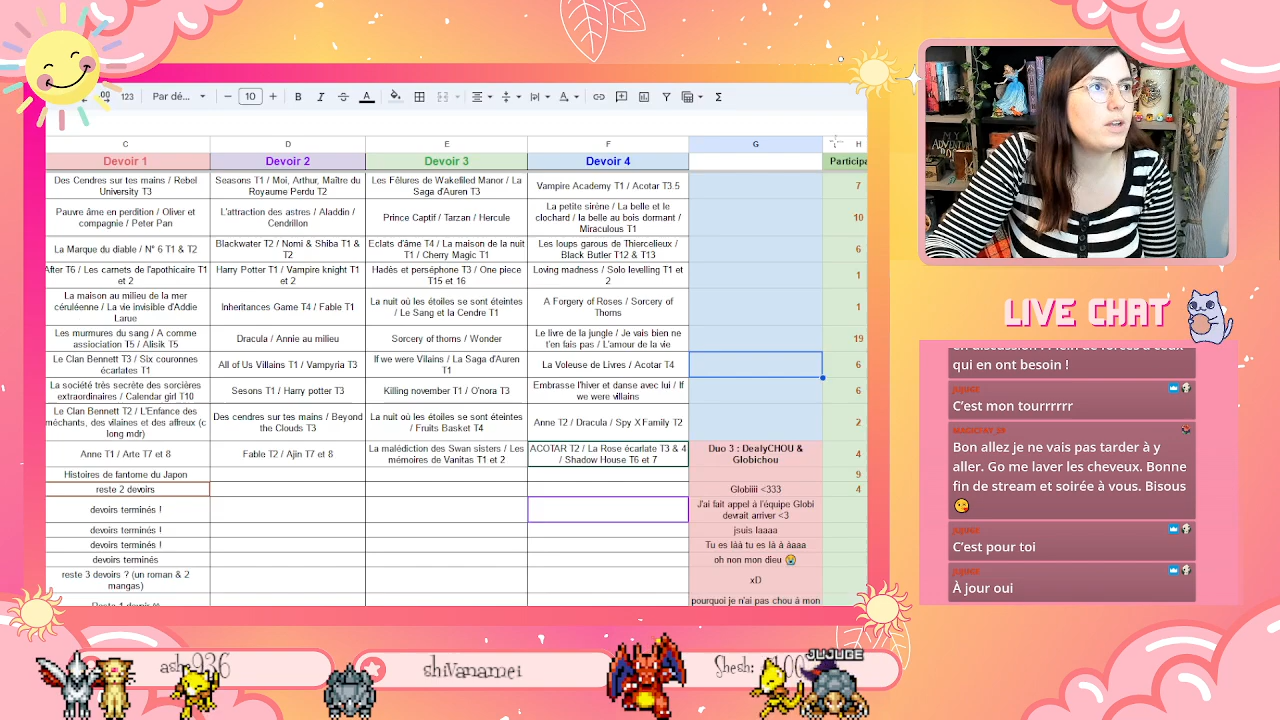 123 Par dé... 10
C D E F G H
Devoir 1 Devoir 2 Devoir 3 Devoir 4 Participa
Des Cendres sur tes mains / Rebel
University T3
Seasons T1 / Moi, Arthur, Maître du
Royaume Perdu T2
Les Fêlures de Wakefiled Manor / La
Saga d'Auren T3
Vampire Academy T1 / Acotar T3.5
7
Pauvre âme en perdition / Oliver et
compagnie / Peter Pan
L'attraction des astres / Aladdin /
Cendrillon
Prince Captif / Tarzan / Hercule
La petite sirène / La belle et le
clochard / la belle au bois dormant /
Miraculous T1
10
La Marque du diable / N° 6 T1 & T2
Blackwater T2 / Nomi & Shiba T1 &
T2
Eclats d'âme T4 / La maison de la nuit
T1 / Cherry Magic T1
Les loups garous de Thiercelieux /
Black Butler T12 & T13
6
After T6 / Les carnets de l'apothicaire T1
et 2
Harry Potter T1 / Vampire knight T1
et 2
Hadès et perséphone T3 / One piece
T15 et 16
Loving madness / Solo levelling T1 et
2
1
La maison au milieu de la mer
céruléenne / La vie invisible d'Addie
Larue
Inheritances Game T4 / Fable T1
La nuit où les étoiles se sont éteintes
/ Le Sang et la Cendre T1
A Forgery of Roses / Sorcery of
Thorns
1
Les murmures du sang / A comme
assiociation T5 / Alisik T5
Dracula / Annie au milieu
Sorcery of thorns / Wonder
Le livre de la jungle / Je vais bien ne
t'en fais pas / L'amour de la vie
19
Le Clan Bennett T3 / Six couronnes
écarlates T1
All of Us Villains T1 / Vampyria T3
If we were Vilains / La Saga d'Auren
T1
La Voleuse de Livres / Acotar T4
6
La société très secrète des sorcières
extraordinaires / Calendar girl T10
Sesons T1 / Harry potter T3
Killing november T1 / O'nora T3
Embrasse l'hiver et danse avec lui / If
we were villains
6
Le Clan Bennett T2 / L'Enfance des
méchants, des vilaines et des affreux (c
long mdr)
Des cendres sur tes mains / Beyond
the Clouds T3
La nuit où les étoiles se sont éteintes
/ Fruits Basket T4
Anne T2 / Dracula / Spy X Family T2
2
Anne T1 / Arte T7 et 8
Fable T2 / Ajin T7 et 8
La malédiction des Swan sisters / Les
mémoires de Vanitas T1 et 2
ACOTAR T2 / La Rose écarlate T3 & 4
/ Shadow House T6 et 7
Duo 3 : DealyCHOU &
Globichou
4
Histoires de fantome du Japon
9
reste 2 devoirs
Globiiii <333
4
devoirs terminés !
J'ai fait appel à l'équipe Globi
devrait arriver <3
devoirs terminés !
jsuis laaaa
devoirs terminés !
Tu es làà tu es là à àaaa
devoirs terminés
oh non mon dieu 😭
reste 3 devoirs ? (un roman & 2
mangas)
xD
pourquoi je n'ai pas chou à mon
LIVE CHAT
qui en ont besoin !
JUJUGE
C'est mon tourrrrrr
Bon allez je ne vais pas tarder à y
aller. Go me laver les cheveux. Bonne
fin de stream et soirée à vous. Bisous
😘
JUJUGE
C'est pour toi
JUJUGE
À jour oui
ash
936
shivanamei
JUJUGE
MY
ADVENTURE
BOOK